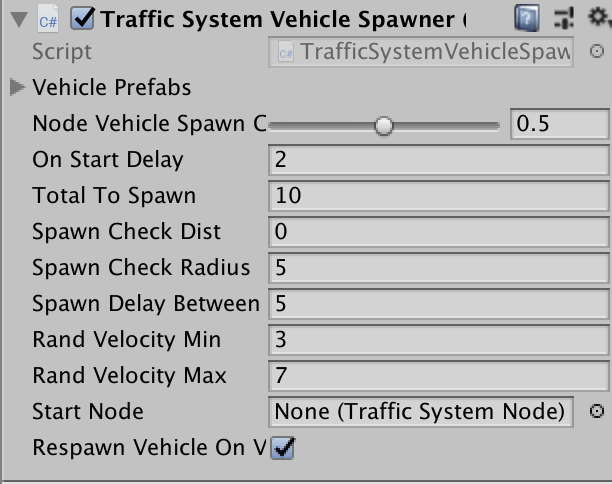 C# Traffic System Vehicle Spawner (
Script C# TrafficSystemVehicleSpaw
Vehicle Prefabs
Node Vehicle Spawn C 0.5
On Start Delay 2
Total To Spawn 10
Spawn Check Dist 0
Spawn Check Radius 5
Spawn Delay Between 5
Rand Velocity Min 3
Rand Velocity Max 7
Start Node None (Traffic System Node)
Respawn Vehicle On V